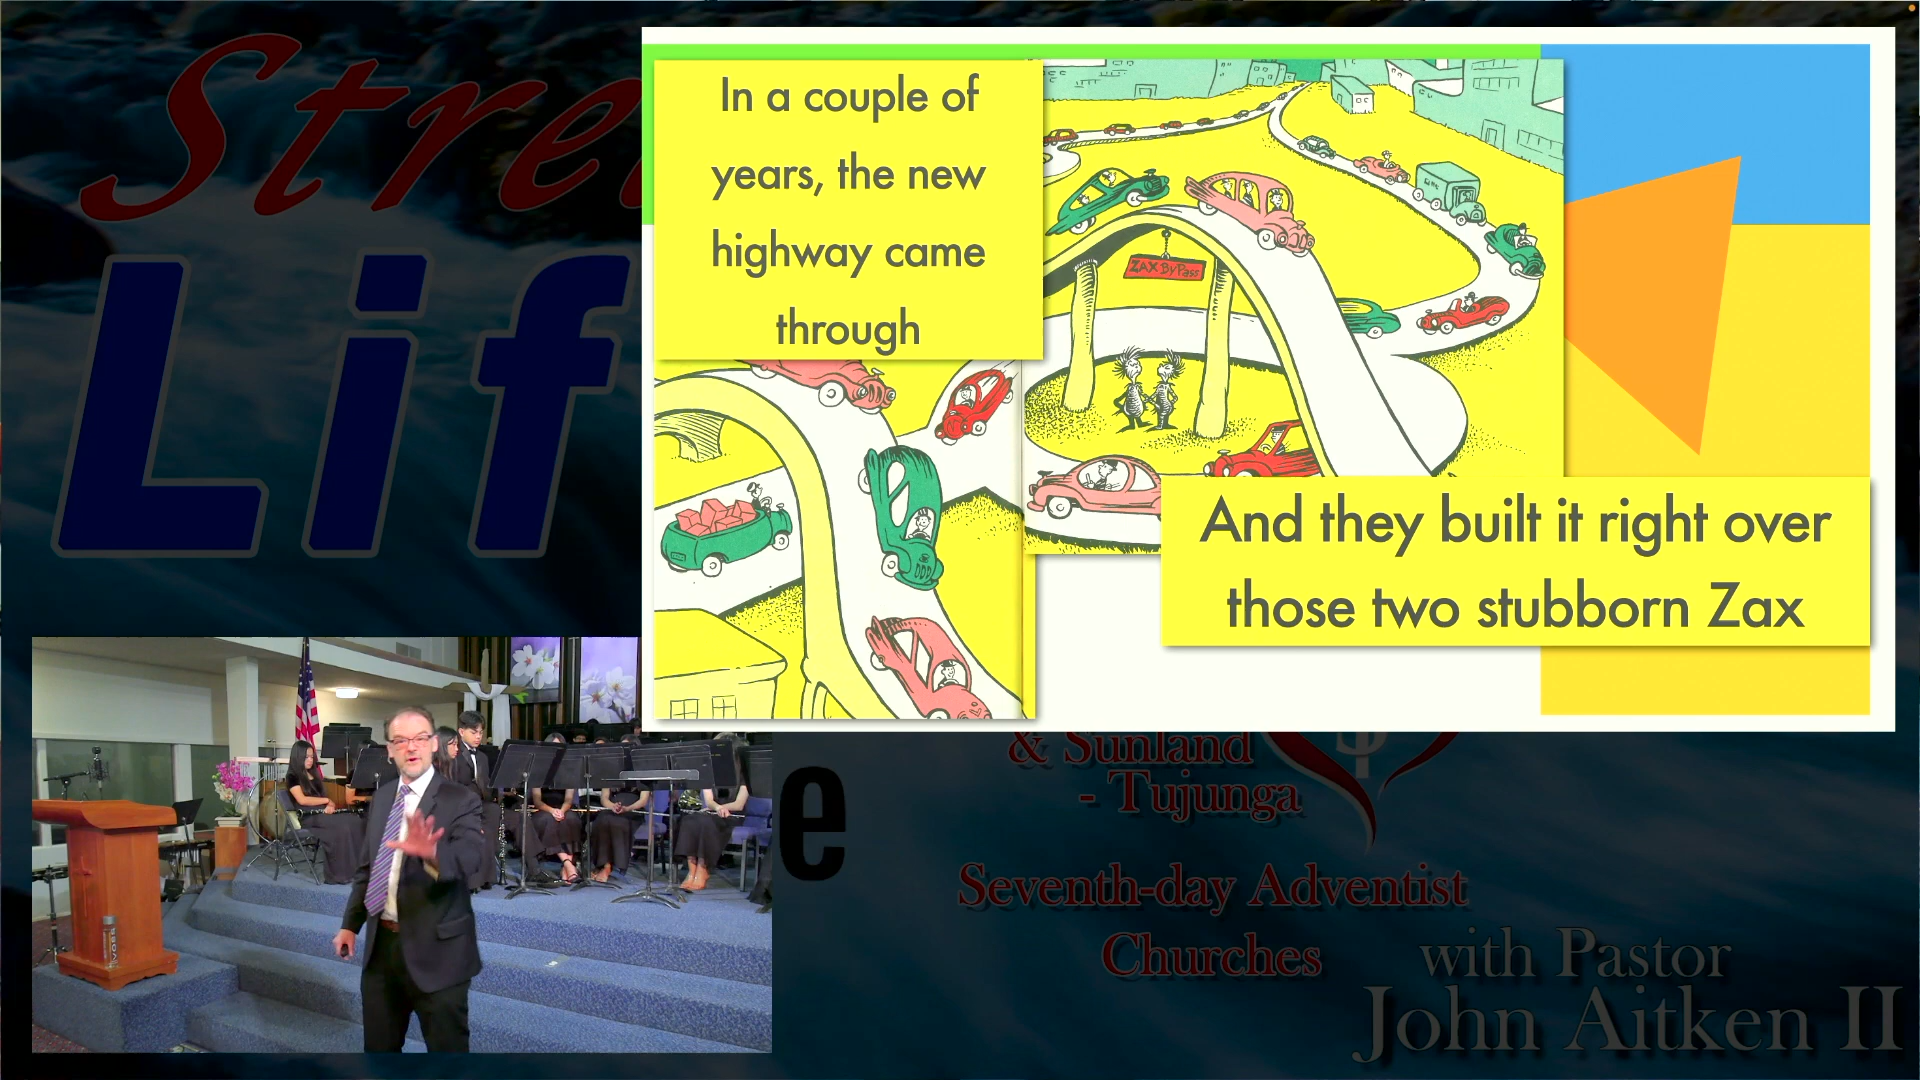 In a couple of
years, the new
highway came
through
ZAX ByPass
And they built it right over
those two stubborn Zax
& Sunland
- Tujunga
Seventh-day Adventist
Churches
with Pastor
John Aitken II
VOSS